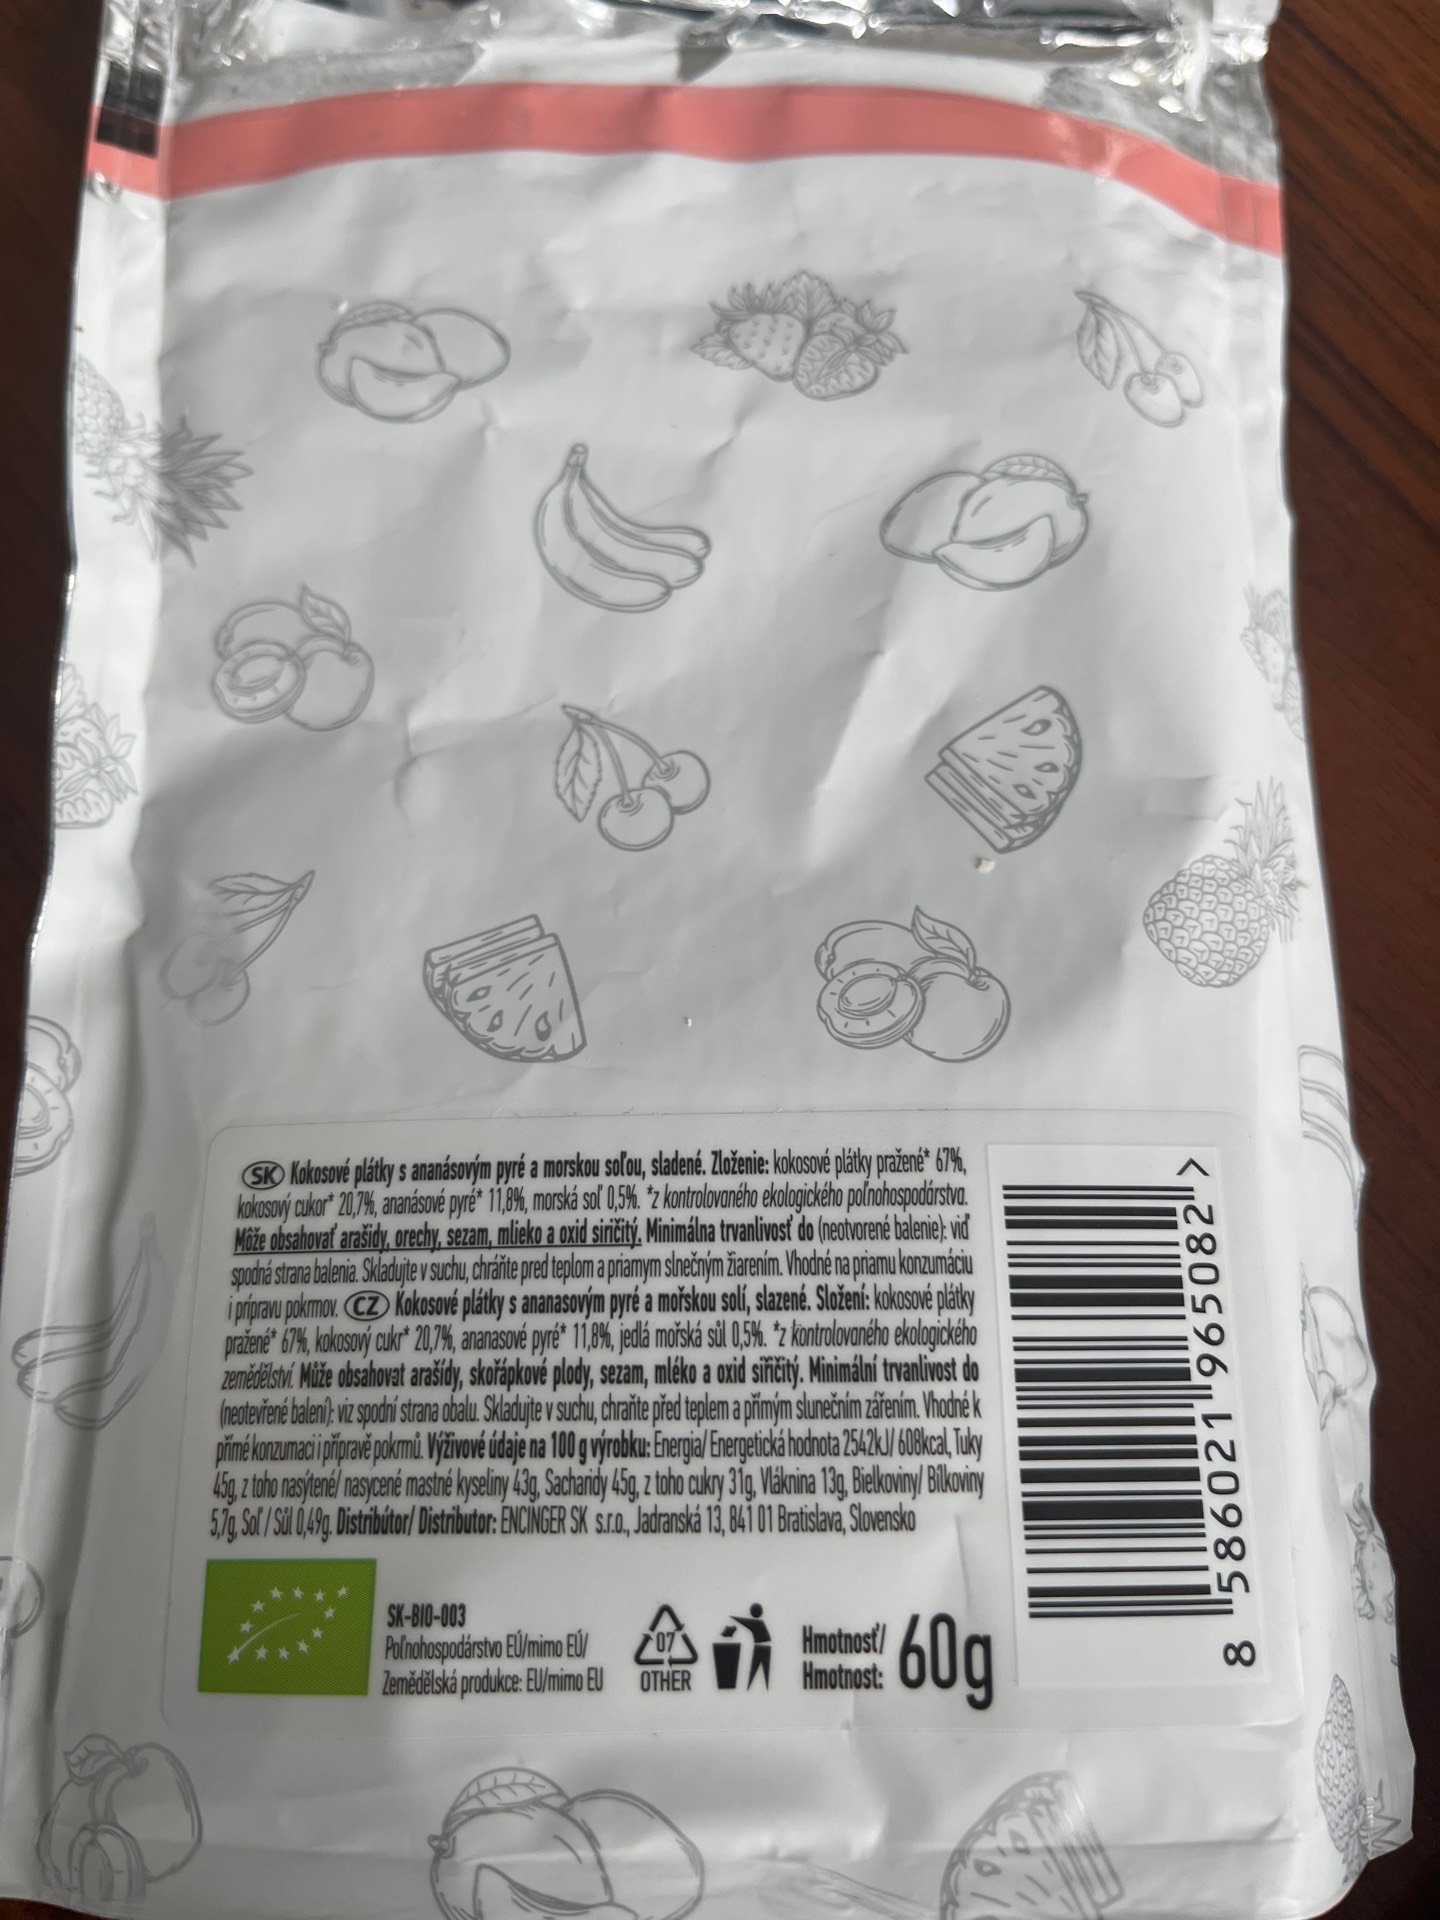 SK Kokosové plátky s ananásovým pyré a morskou soľou, sladené. Zloženie: kokosové plátky pražené* 67%,
kokosový cukor* 20,7%, ananásové pyré* 11,8%, morská soľ 0,5%. *z kontrolovaného ekologického poľnohospodárstva.
Môže obsahovať arašidy, orechy, sezam, mlieko a oxid siričitý. Minimálna trvanlivosť do (neotvorené balenie): viď
spodná strana balenia. Skladujte v suchu, chráňte pred teplom a priamym slnečným žiarením. Vhodné na priamu konzumáciu
i prípravu pokrmov. CZ Kokosové plátky s ananasovým pyré a mořskou solí, slazené. Složení: kokosové plátky
pražené* 67%, kokosový cukr* 20,7%, ananasové pyré* 11,8%, jedlá mořská sůl 0,5%. *z kontrolovaného ekologického
zemědělství. Může obsahovat arašídy, skořápkové plody, sezam, mléko a oxid siřičitý. Minimální trvanlivost do
(neotevřené balení): viz spodní strana obalu. Skladujte v suchu, chraňte před teplem a přímým slunečním zářením. Vhodné k
přímé konzumaci i přípravě pokrmů. Výživové údaje na 100 g výrobku: Energia/ Energetická hodnota 2542kJ/ 608kcal, Tuky
45g, z toho nasýtené/ nasycené mastné kyseliny 43g, Sacharidy 45g, z toho cukry 31g, Vláknina 13g, Bielkoviny/ Bílkoviny
5,7g, Soľ / Sůl 0,49g. Distribútor/ Distributor: ENCINGER SK s.r.o., Jadranská 13, 841 01 Bratislava, Slovensko
SK-BIO-003
Poľnohospodárstvo EÚ/mimo EÚ/
Zemědělská produkce: EU/mimo EU
07
OTHER
Hmotnosť/
Hmotnost:
60g
8 586021 965082 >